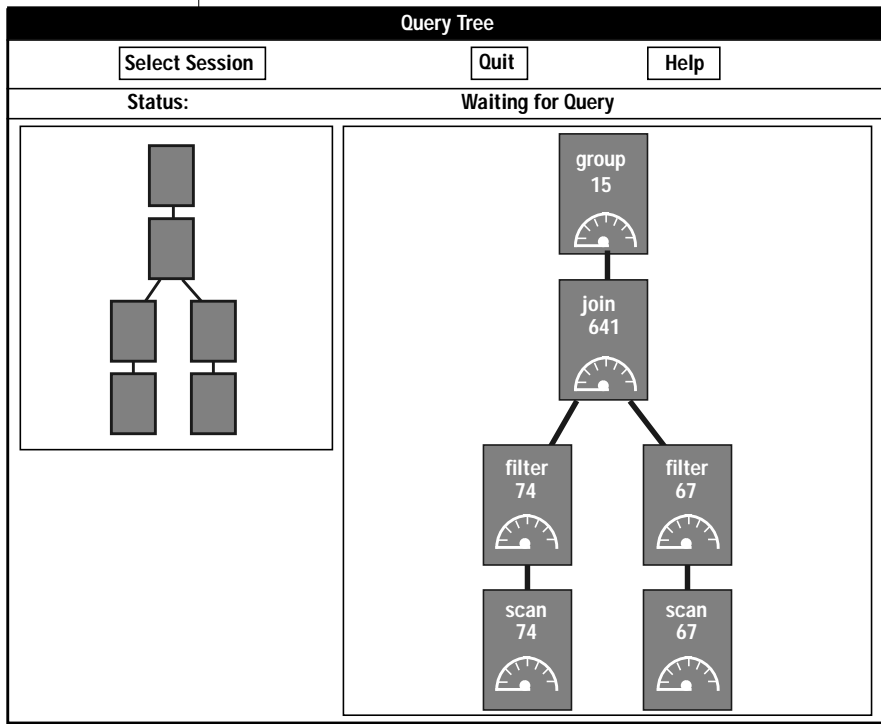 Query Tree
Select Session
Quit
Help
Status:
Waiting for Query
group
15
join
641
filter
74
filter
67
scan
74
scan
67